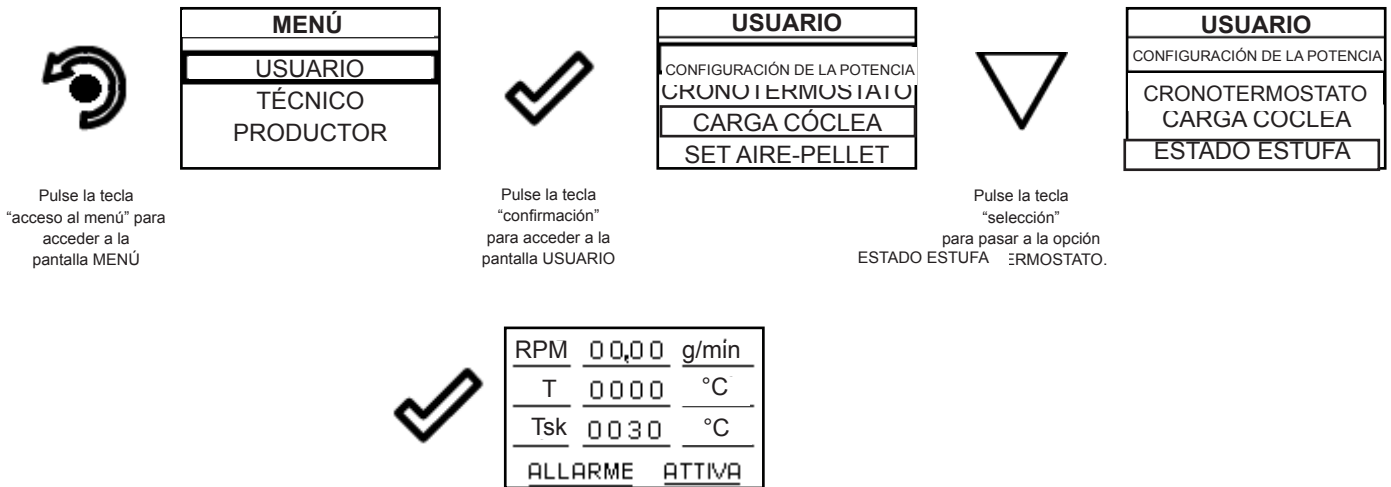 MENÚ
USUARIO
TÉCNICO
PRODUCTOR
Pulse la tecla
“acceso al menú” para
acceder a la
pantalla MENÚ
USUARIO
CONFIGURACIÓN DE LA POTENCIA
CRONOTERMOSTATO
CARGA CÓCLEA
SET AIRE-PELLET
Pulse la tecla
“confirmación”
para acceder a la
pantalla USUARIO
Pulse la tecla
“selección”
para pasar a la opción
ESTADO ESTUFA ERMOSTATO.
USUARIO
CONFIGURACIÓN DE LA POTENCIA
CRONOTERMOSTATO
CARGA COCLEA
ESTADO ESTUFA
RPM 00,00 g/mín
T 0000 °C
Tsk 0030 °C
ALLARME ATTIVA